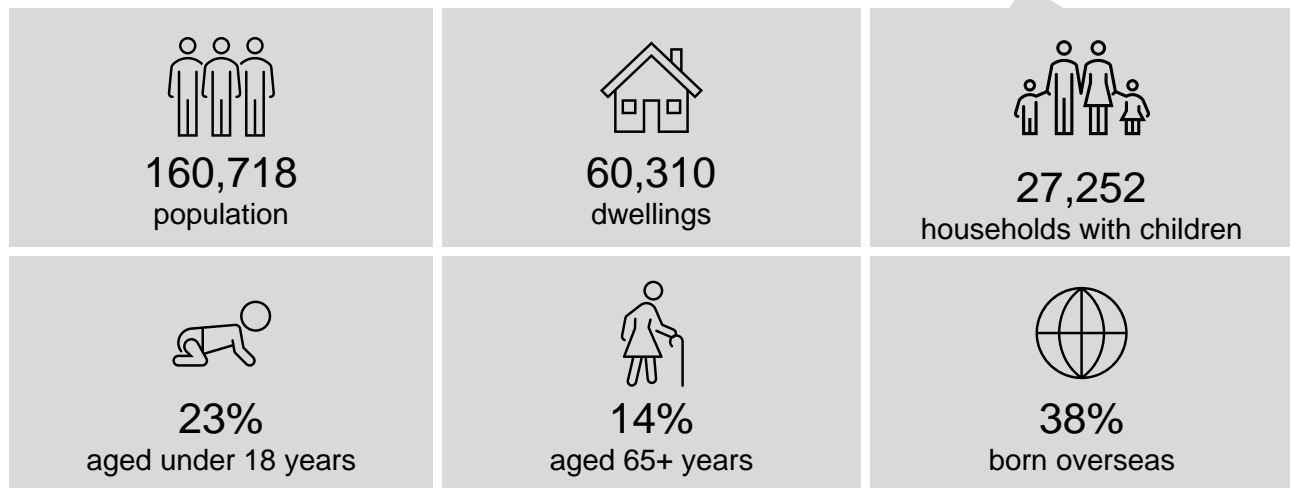 160,718
population
60,310
dwellings
27,252
households with children
23%
aged under 18 years
14%
aged 65+ years
38%
born overseas